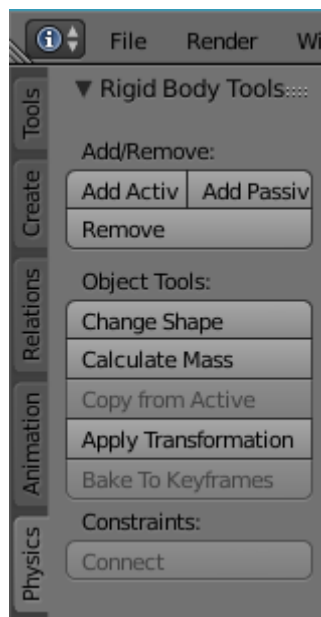 File Render Wi
Tools
Create
Relations
Animation
Physics
Rigid Body Tools
Add/Remove:
Add Activ Add Passiv
Remove
Object Tools:
Change Shape
Calculate Mass
Copy from Active
Apply Transformation
Bake To Keyframes
Constraints:
Connect